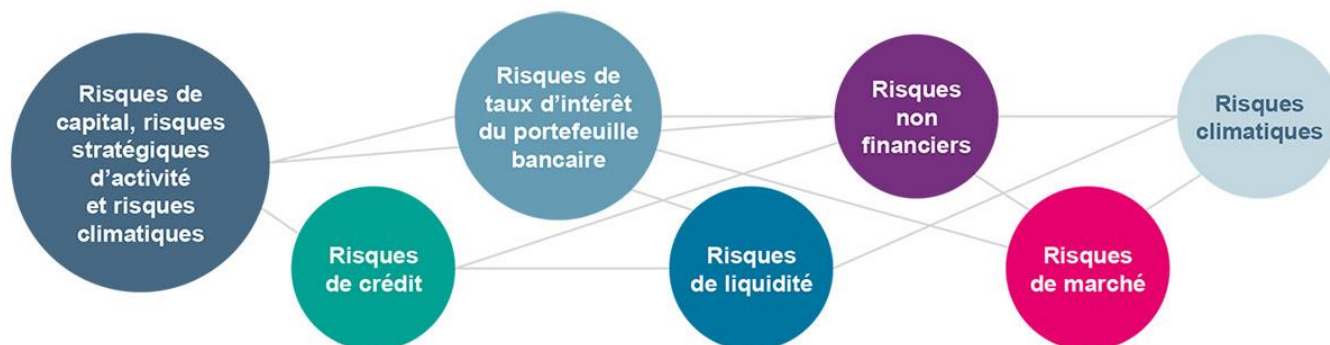 Risques de
capital, risques
stratégiques
d’activité
et risques
climatiques
Risques de
taux d’intérêt
du portefeuille
bancaire
Risques
non
financiers
Risques
climatiques
Risques
de crédit
Risques
de liquidité
Risques
de marché